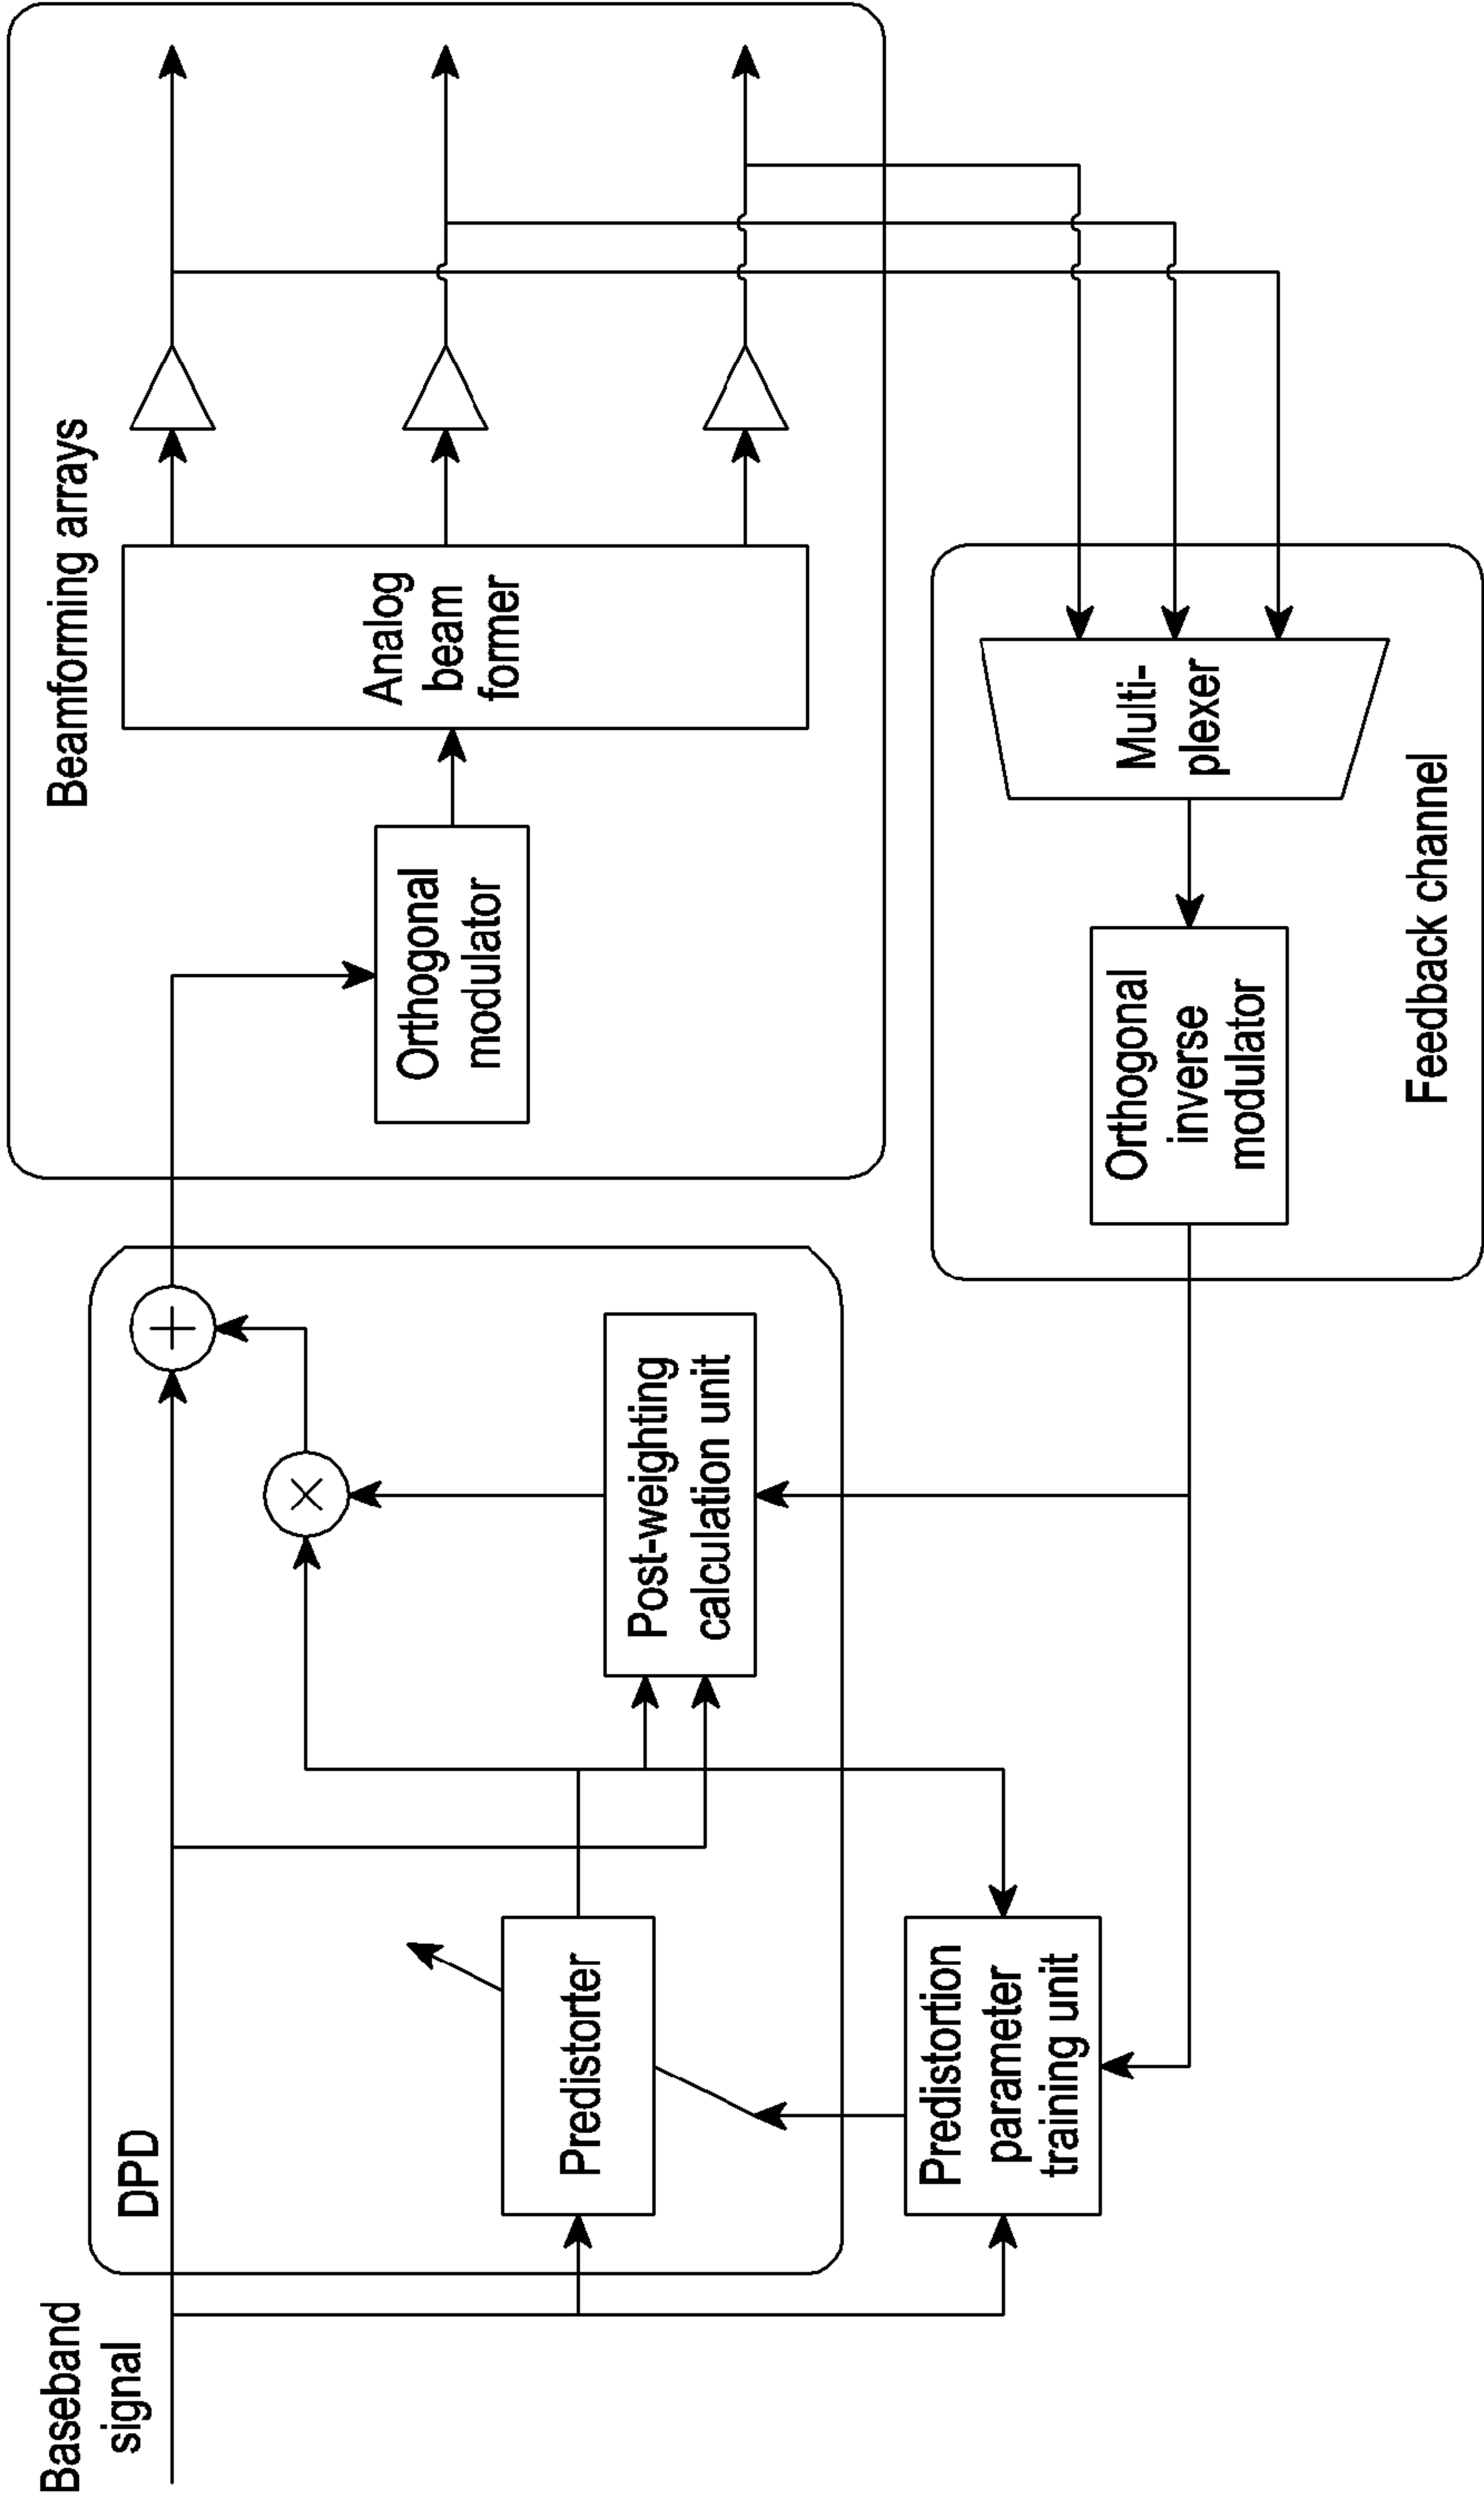 Baseband
signal
DPD
Predistorter
Predistortion
parameter
training unit
Post-weighting
calculation unit
Beamforming arrays
Orthogonal
modulator
Analog
beam
former
Multi-
plexer
Orthogonal
inverse
modulator
Feedback channel